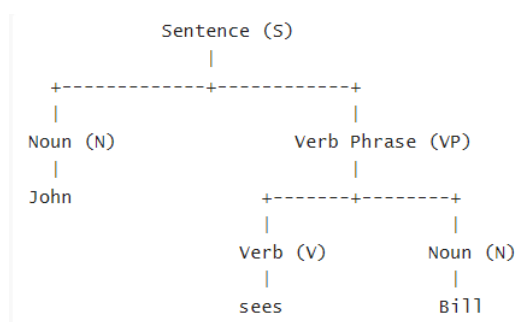 Sentence (S)
|
+-------------+------------+
| |
Noun (N) Verb Phrase (VP)
| |
John +-------+--------+
| |
Verb (V) Noun (N)
| |
sees Bill